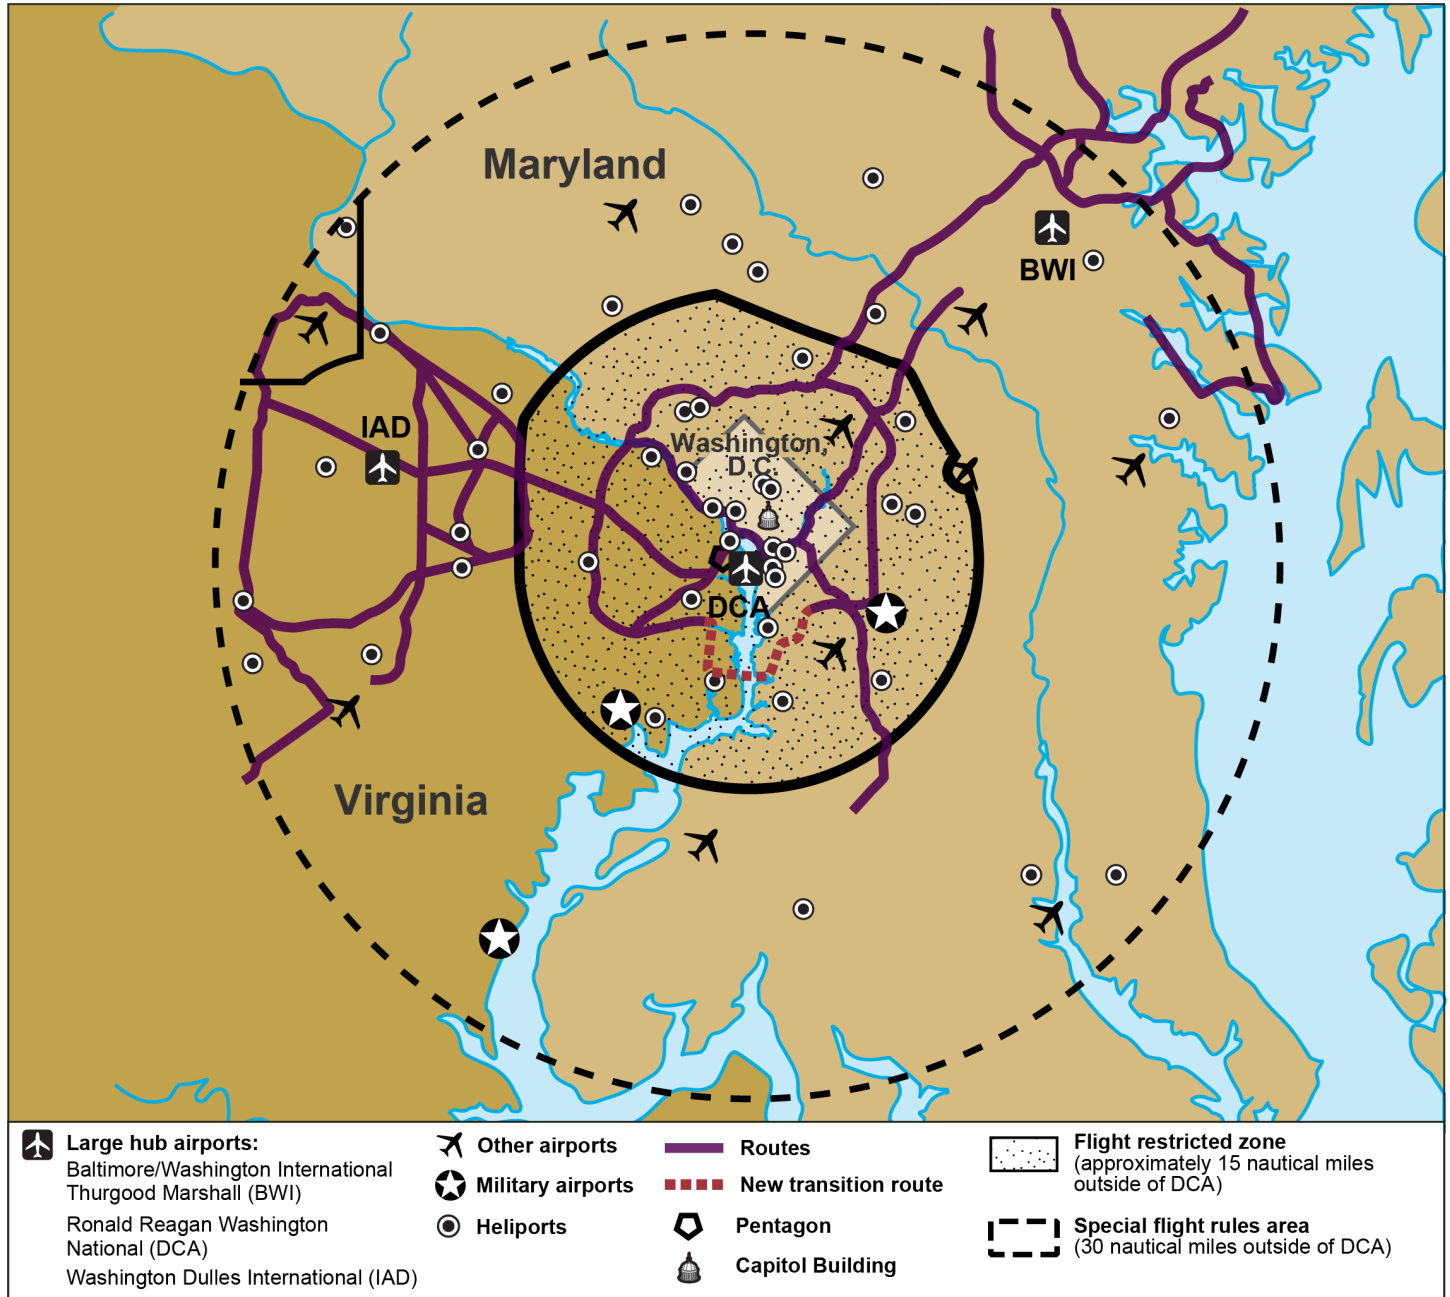 Maryland
BWI
IAD
Washington,
D.C.
DCA
Virginia
Large hub airports:
Baltimore/Washington International
Thurgood Marshall (BWI)
Ronald Reagan Washington
National (DCA)
Washington Dulles International (IAD)
Other airports
Military airports
Heliports
Routes
New transition route
Pentagon
Capitol Building
Flight restricted zone
(approximately 15 nautical miles
outside of DCA)
Special flight rules area
(30 nautical miles outside of DCA)